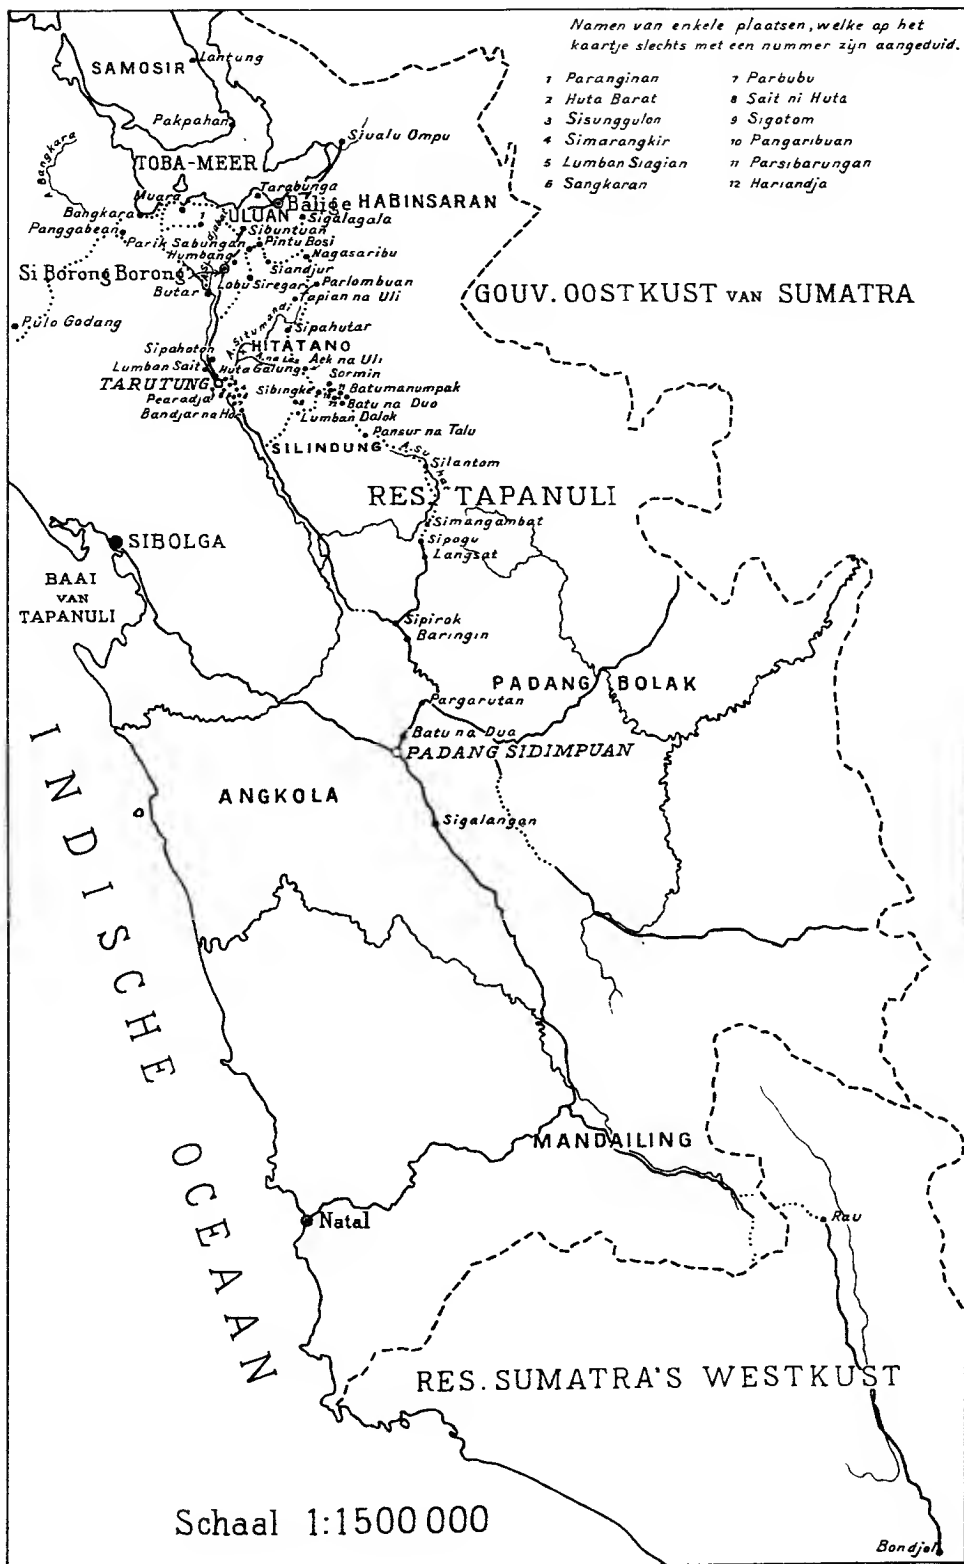 Namen van enkele plaatsen, welke op het
kaartje slechts met een nummer zijn aangeduid.
1 Paranginan
2 Huta Barat
3 Sisunggulon
4 Simarangkir
5 Lumban Siagian
6 Sangkaran
7 Parbubu
8 Sait ni Huta
9 Sigotom
10 Pangaribuan
11 Parsibarungan
12 Hariandja
Lantung
SAMOSIR
Pakpahan
Sivalu Ompu
A. Bangkara
TOBA-MEER
Tarabunga
Balige
HABINSARAN
Muara
Bangkara
ULUAN
Sigalagala
Panggabean
1
Sibuntuan
Parik Sabungan
Pintu Bosi
Humbang
Nagasaribu
Siandjur
Si Borong Borong
Lobu Siregar
Parlombuan
Butar
Tapian na Uli
GOUV. OOSTKUST VAN SUMATRA
Pulo Godang
A. Situmandi
Sipahutar
HITATANO
Sipahoton
Aek na Uli
Lumban Sait
Huta Galung
Sormin
TARUTUNG
Sibingke
Batumanumpak
Pearadja
Batu na Duo
Bandjar na Hor
Lumban Dalok
Pansur na Talu
SILINDUNG
Silantom
RES. TAPANULI
Simangambat
Sipogu
Langsat
SIBOLGA
BAAI
VAN
TAPANULI
Sipirok
Baringin
PADANG BOLAK
Pargarutan
Batu na Dua
PADANG SIDIMPUAN
ANGKOLA
Sigalangan
INDISCHE OCEAAN
MANDAILING
Natal
Rau
RES. SUMATRA'S WESTKUST
Schaal 1:1500000
Bondjol